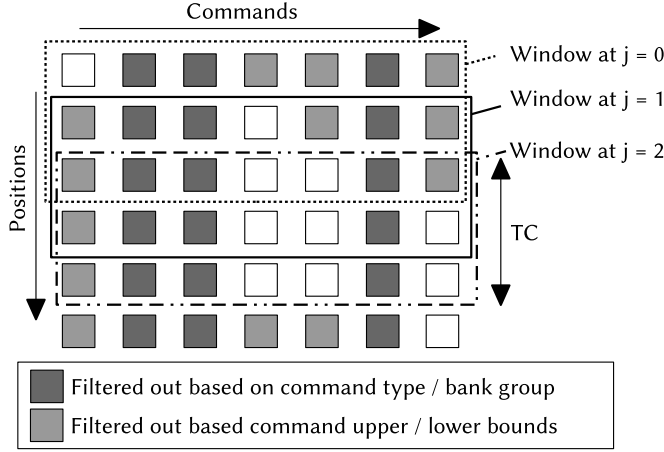 Commands
Window at j = 0
Window at j = 1
Window at j = 2
Positions
TC
Filtered out based on command type / bank group
Filtered out based command upper / lower bounds